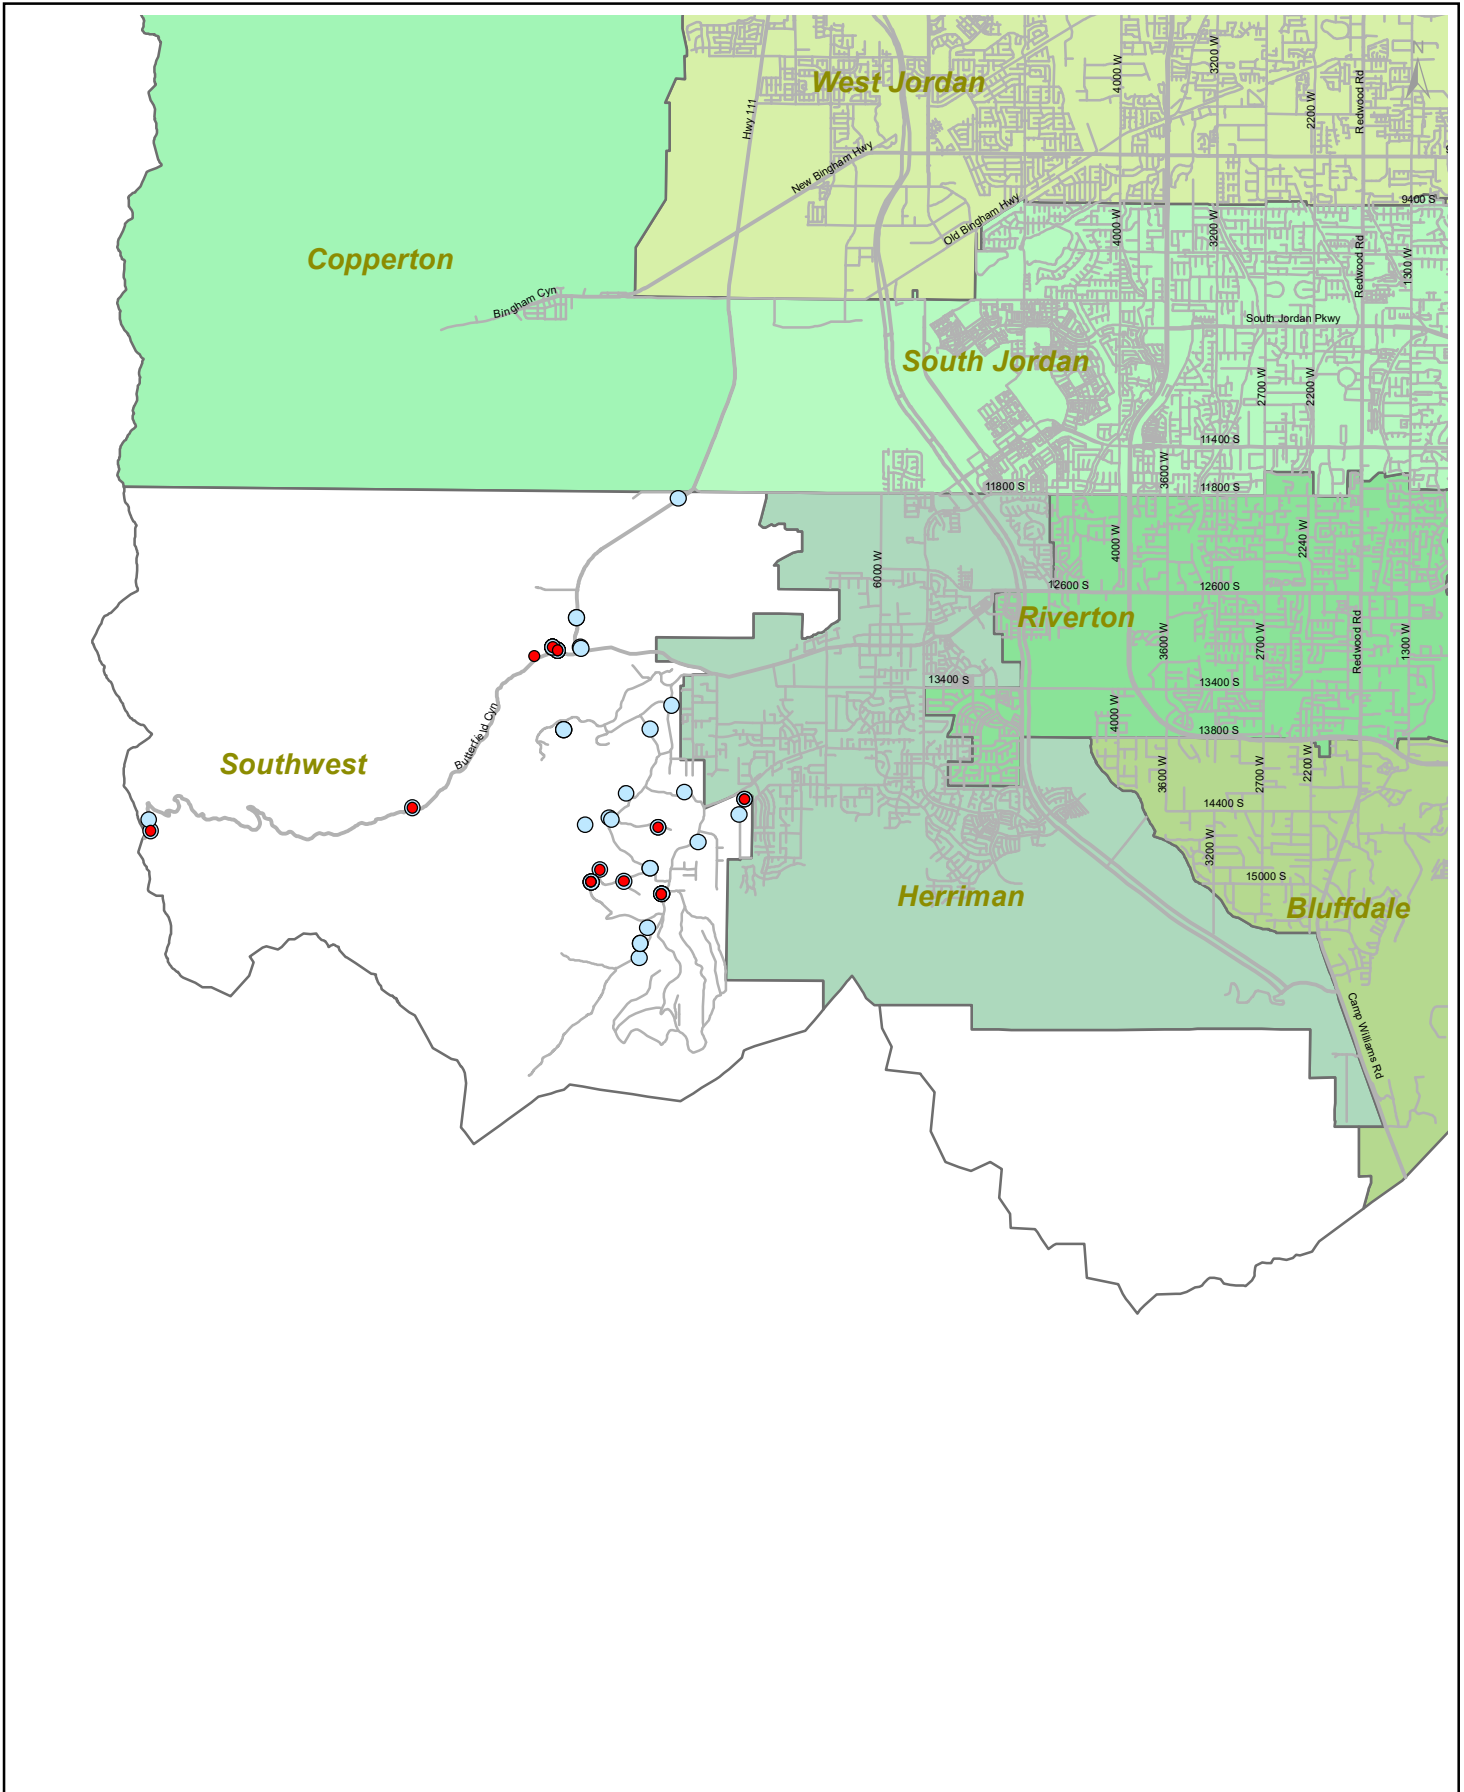 West Jordan
N
4000 W
3200 W
2200 W
Redwood Rd
Hwy 111
New Bingham Hwy
Old Bingham Hwy
9400 S
Copperton
4000 W
3200 W
Redwood Rd
1300 W
Bingham Cyn
South Jordan Pkwy
South Jordan
2700 W
2200 W
11400 S
3600 W
11800 S
11800 S
6000 W
4000 W
2240 W
12600 S
12600 S
Riverton
3600 W
2700 W
Redwood Rd
1300 W
13400 S
13400 S
4000 W
13800 S
Butterfield Cyn
Southwest
3600 W
2700 W
2200 W
14400 S
3200 W
15000 S
Herriman
Bluffdale
Camp Williams Rd